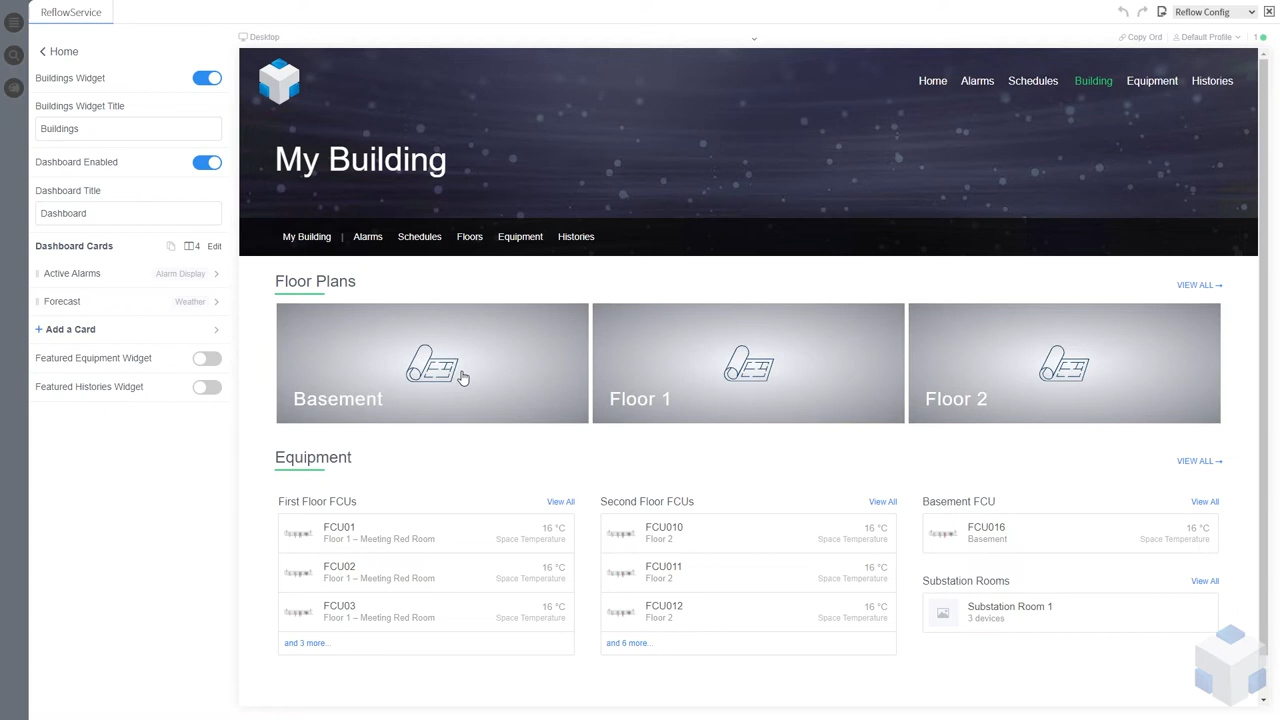 ReflowService
Reflow Config
Home
Buildings Widget
Buildings Widget Title
Buildings
Dashboard Enabled
Dashboard Title
Dashboard
Dashboard Cards 4 Edit
Active Alarms Alarm Display
Forecast Weather
+ Add a Card
Featured Equipment Widget
Featured Histories Widget
Desktop
Copy Ord Default Profile 1
Home Alarms Schedules Building Equipment Histories
My Building
My Building | Alarms Schedules Floors Equipment Histories
Floor Plans VIEW ALL→
Basement Floor 1 Floor 2
Equipment VIEW ALL→
First Floor FCUs View All
FCU01 16 °C
Floor 1 – Meeting Red Room Space Temperature
FCU02 16 °C
Floor 1 – Meeting Red Room Space Temperature
FCU03 16 °C
Floor 1 – Meeting Red Room Space Temperature
and 3 more...
Second Floor FCUs View All
FCU010 16 °C
Floor 2 Space Temperature
FCU011 16 °C
Floor 2 Space Temperature
FCU012 16 °C
Floor 2 Space Temperature
and 6 more...
Basement FCU View All
FCU016 16 °C
Basement Space Temperature
Substation Rooms View All
Substation Room 1
3 devices